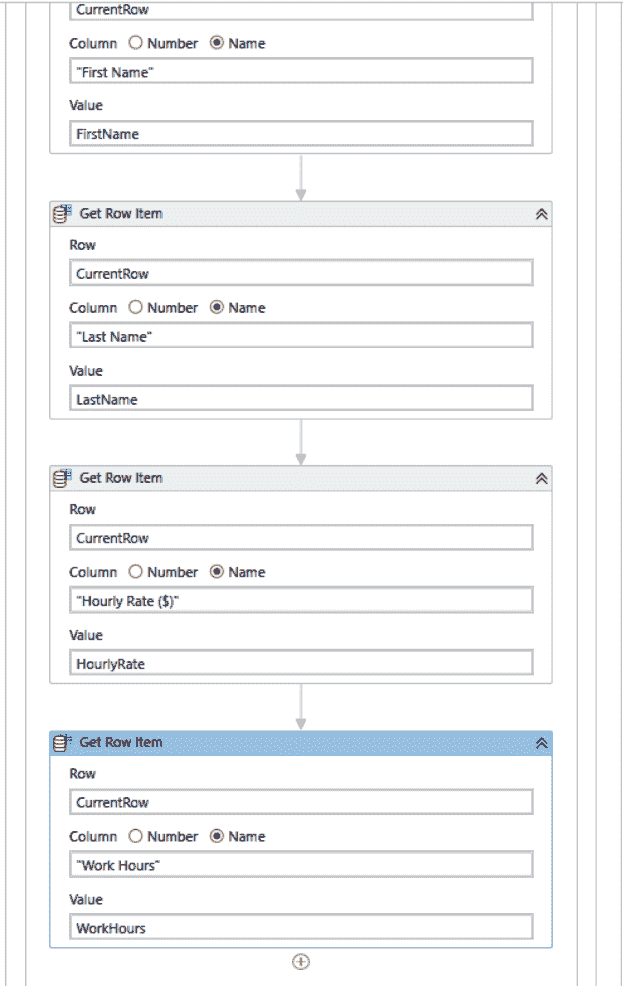 CurrentRow
Column Number Name
"First Name"
Value
FirstName
Get Row Item
Row
CurrentRow
Column Number Name
"Last Name"
Value
LastName
Get Row Item
Row
CurrentRow
Column Number Name
"Hourly Rate ($)"
Value
HourlyRate
Get Row Item
Row
CurrentRow
Column Number Name
"Work Hours"
Value
WorkHours